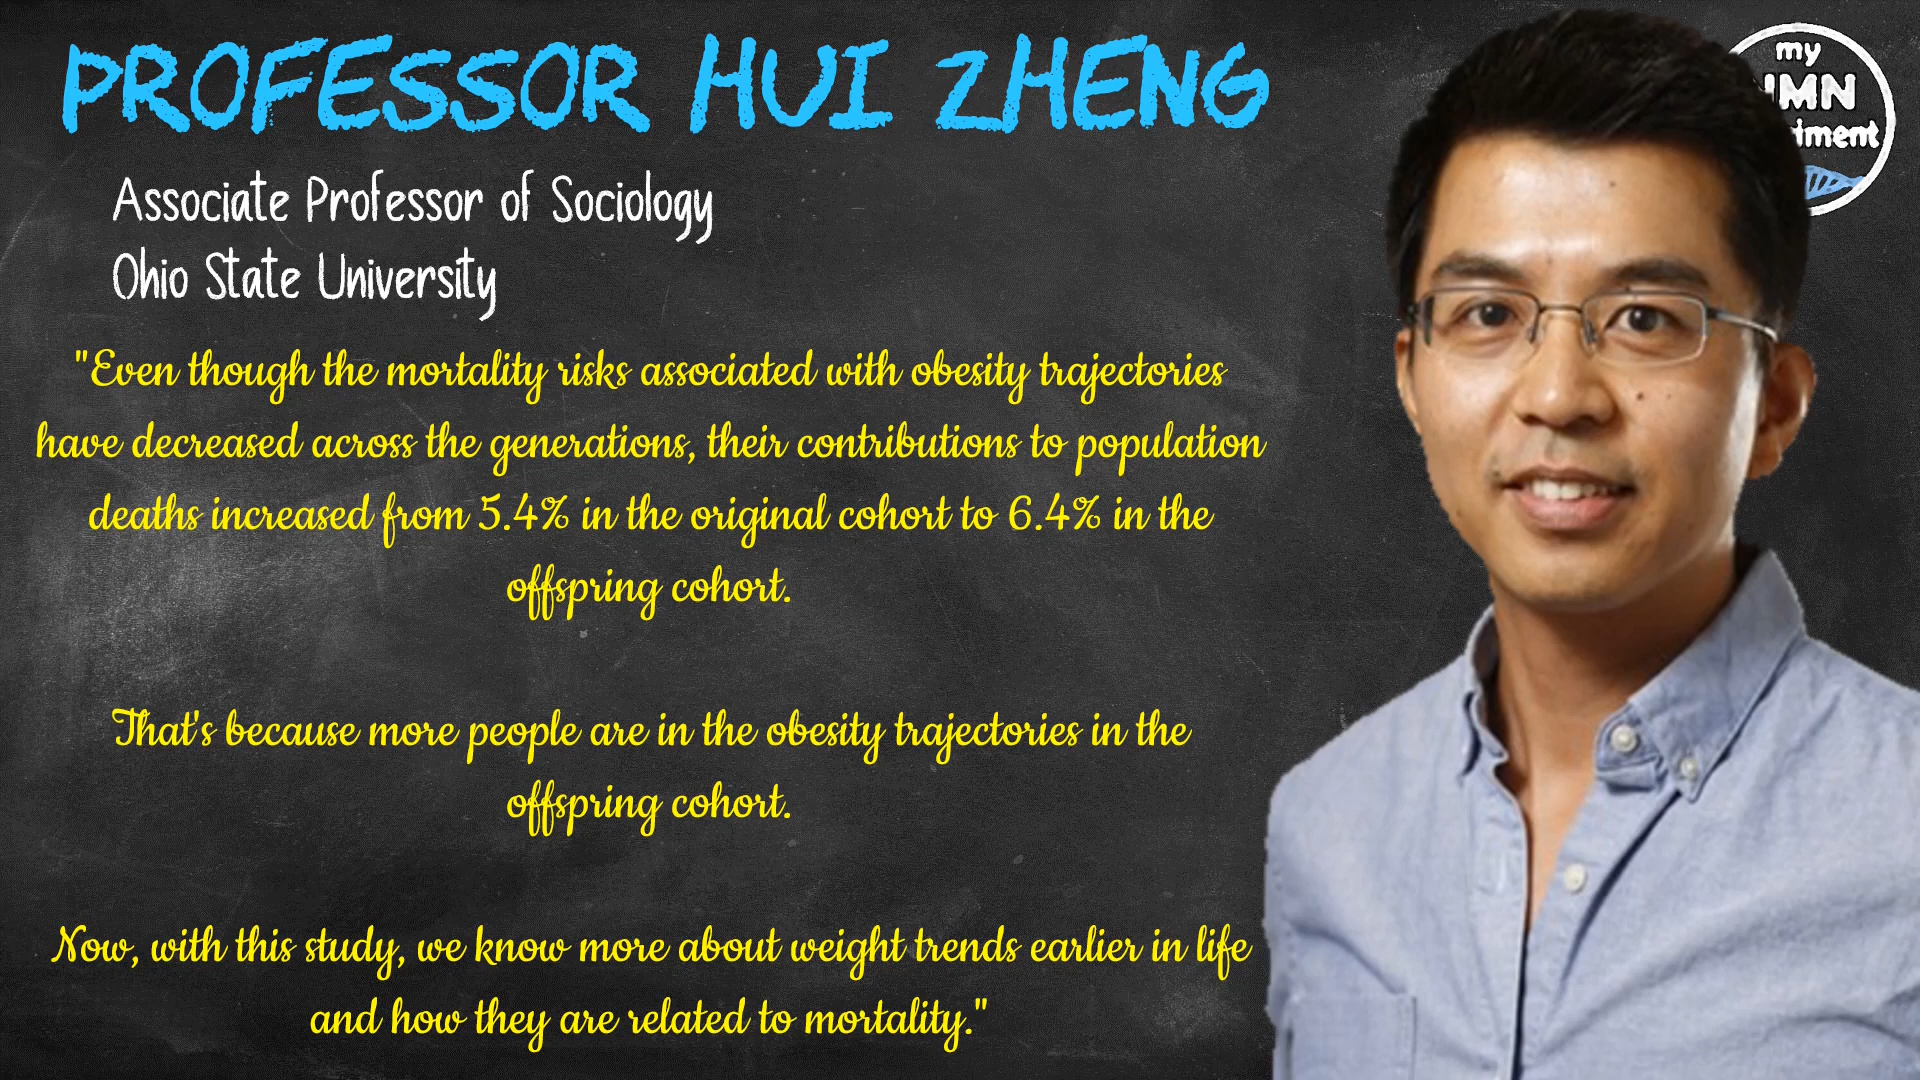 PROFESSOR HUI ZHENG
Associate Professor of Sociology
Ohio State University
"Even though the mortality risks associated with obesity trajectories
have decreased across the generations, their contributions to population
deaths increased from 5.4% in the original cohort to 6.4% in the
offspring cohort.
That's because more people are in the obesity trajectories in the
offspring cohort.
Now, with this study, we know more about weight trends earlier in life
and how they are related to mortality."
my
NMN